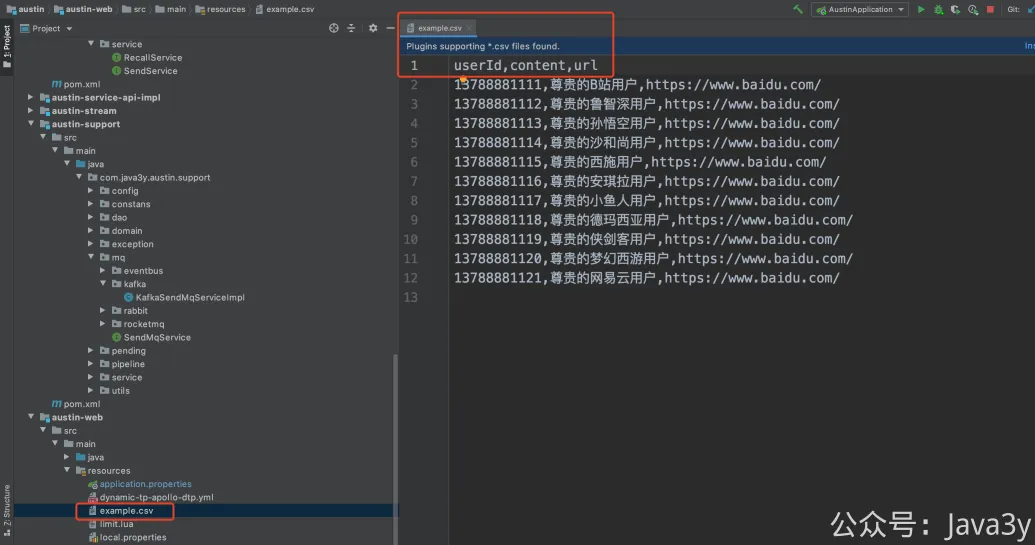 austin
austin-web
src
main
resources
example.csv
AustinApplication
Git:
1: Project
Project
example.csv
Plugins supporting *.csv files found.
service
RecallService
SendService
pom.xml
austin-service-api-impl
austin-stream
austin-support
src
main
java
com.java3y.austin.support
config
constans
dao
domain
exception
mq
eventbus
kafka
KafkaSendMqServiceImpl
rabbit
rocketmq
SendMqService
pending
pipeline
service
utils
pom.xml
austin-web
src
main
java
resources
application.properties
dynamic-tp-apollo-dtp.yml
example.csv
limit.lua
local.properties
Z: Structure
1 userId,content,url
2 13788881111,尊贵的B站用户,https://www.baidu.com/
3 13788881112,尊贵的鲁智深用户,https://www.baidu.com/
4 13788881113,尊贵的孙悟空用户,https://www.baidu.com/
5 13788881114,尊贵的沙和尚用户,https://www.baidu.com/
6 13788881115,尊贵的西施用户,https://www.baidu.com/
7 13788881116,尊贵的安琪拉用户,https://www.baidu.com/
8 13788881117,尊贵的小鱼人用户,https://www.baidu.com/
9 13788881118,尊贵的德玛西亚用户,https://www.baidu.com/
10 13788881119,尊贵的侠剑客用户,https://www.baidu.com/
11 13788881120,尊贵的梦幻西游用户,https://www.baidu.com/
12 13788881121,尊贵的网易云用户,https://www.baidu.com/
13
公众号：Java3y